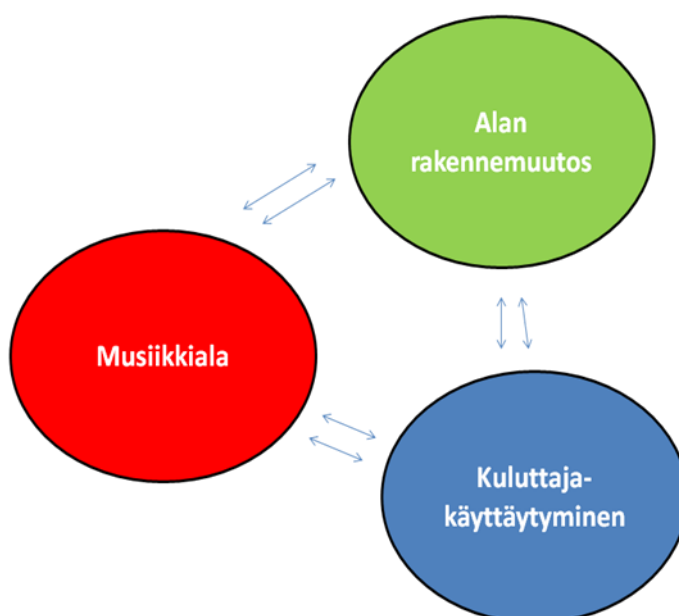 Alan
rakennemuutos
Musiikkiala
Kuluttaja-
käyttäytyminen